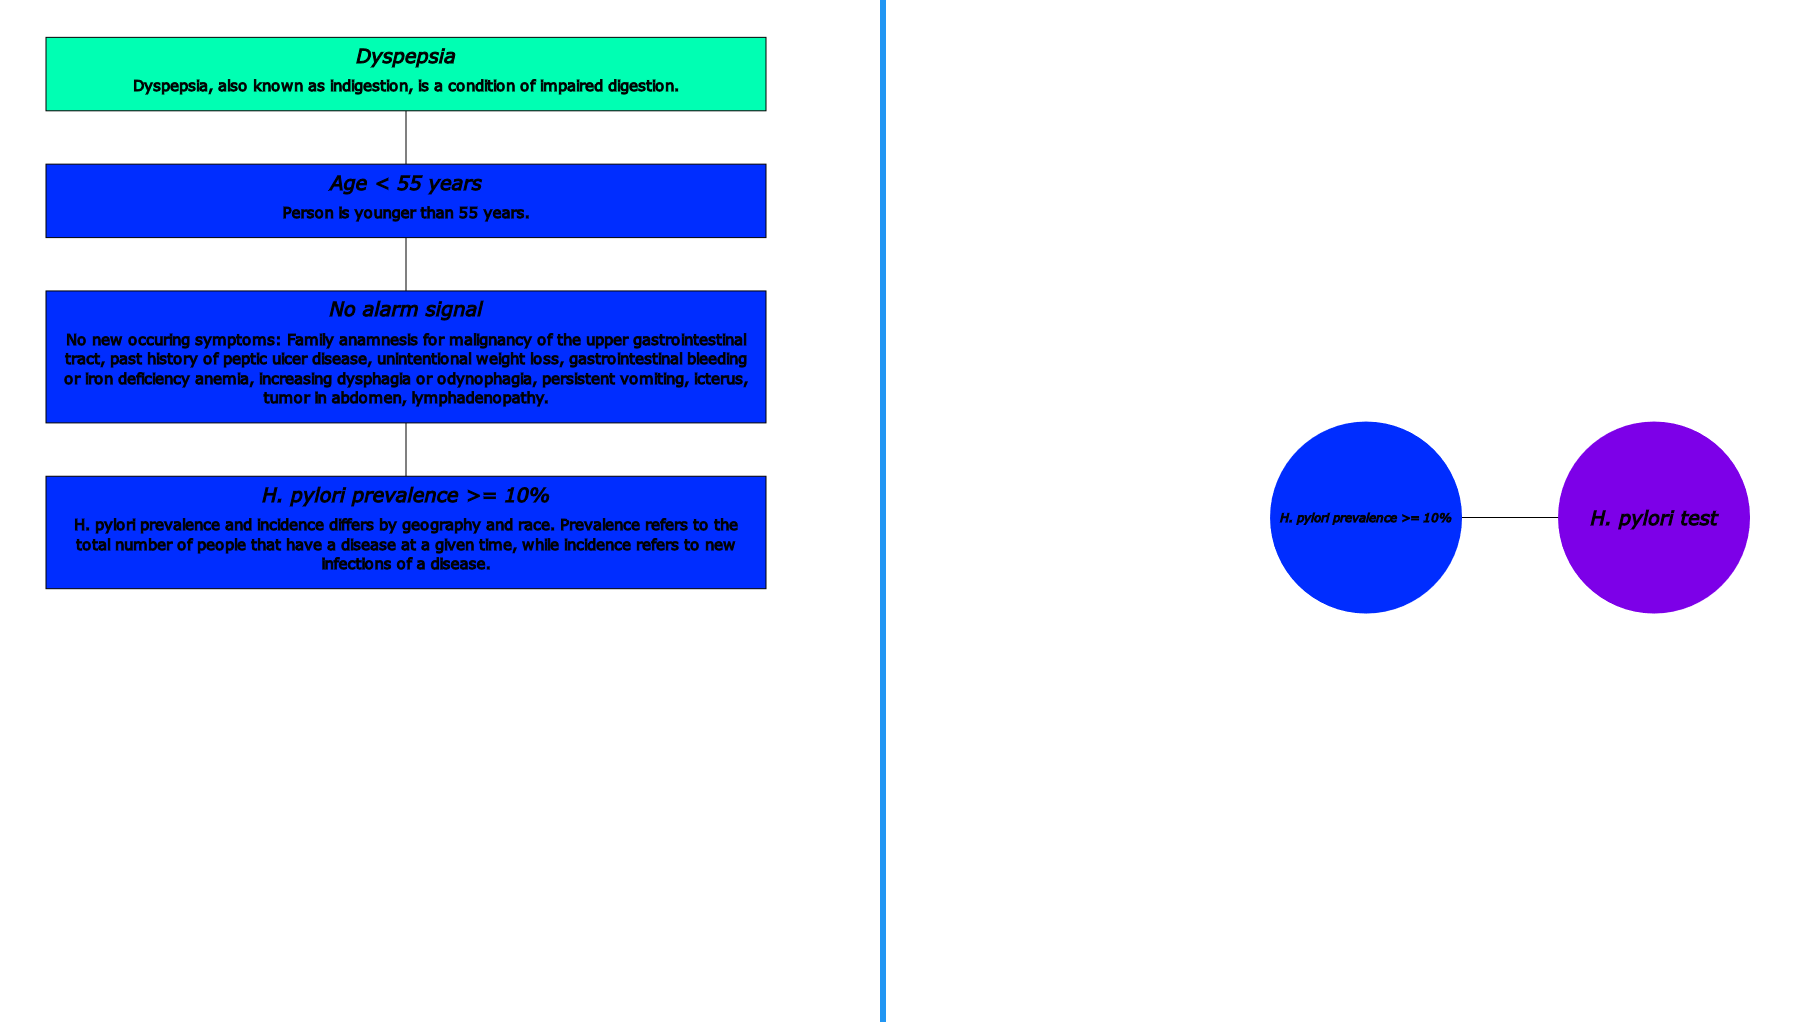 Dyspepsia
Dyspepsia, also known as indigestion, is a condition of impaired digestion.
Age < 55 years
Person is younger than 55 years.
No alarm signal
No new occuring symptoms: Family anamnesis for malignancy of the upper gastrointestinal
tract, past history of peptic ulcer disease, unintentional weight loss, gastrointestinal bleeding
or iron deficiency anemia, increasing dysphagia or odynophagia, persistent vomiting, icterus,
tumor in abdomen, lymphadenopathy.
H. pylori prevalence >= 10%
H. pylori prevalence and incidence differs by geography and race. Prevalence refers to the
total number of people that have a disease at a given time, while incidence refers to new
infections of a disease.
H. pylori prevalence >= 10%
H. pylori test